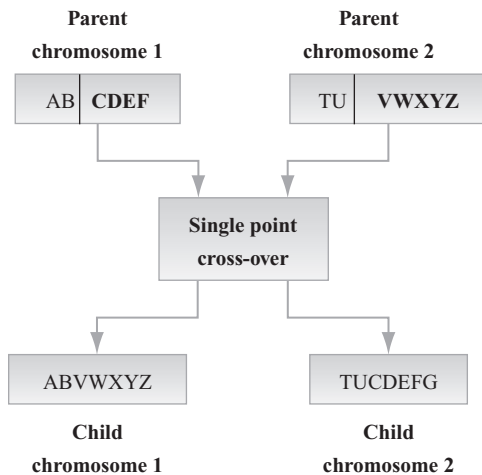 Parent
chromosome 1
Parent
chromosome 2
AB CDEF
TU VWXYZ
Single point
cross-over
ABVWXYZ
TUCDEFG
Child
chromosome 1
Child
chromosome 2